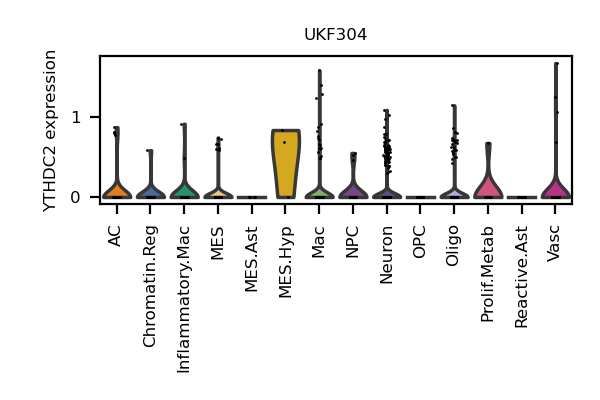 UKF304
YTHDC2 expression
1
0
AC
Chromatin.Reg
Inflammatory.Mac
MES
MES.Ast
MES.Hyp
Mac
NPC
Neuron
OPC
Oligo
Prolif.Metab
Reactive.Ast
Vasc